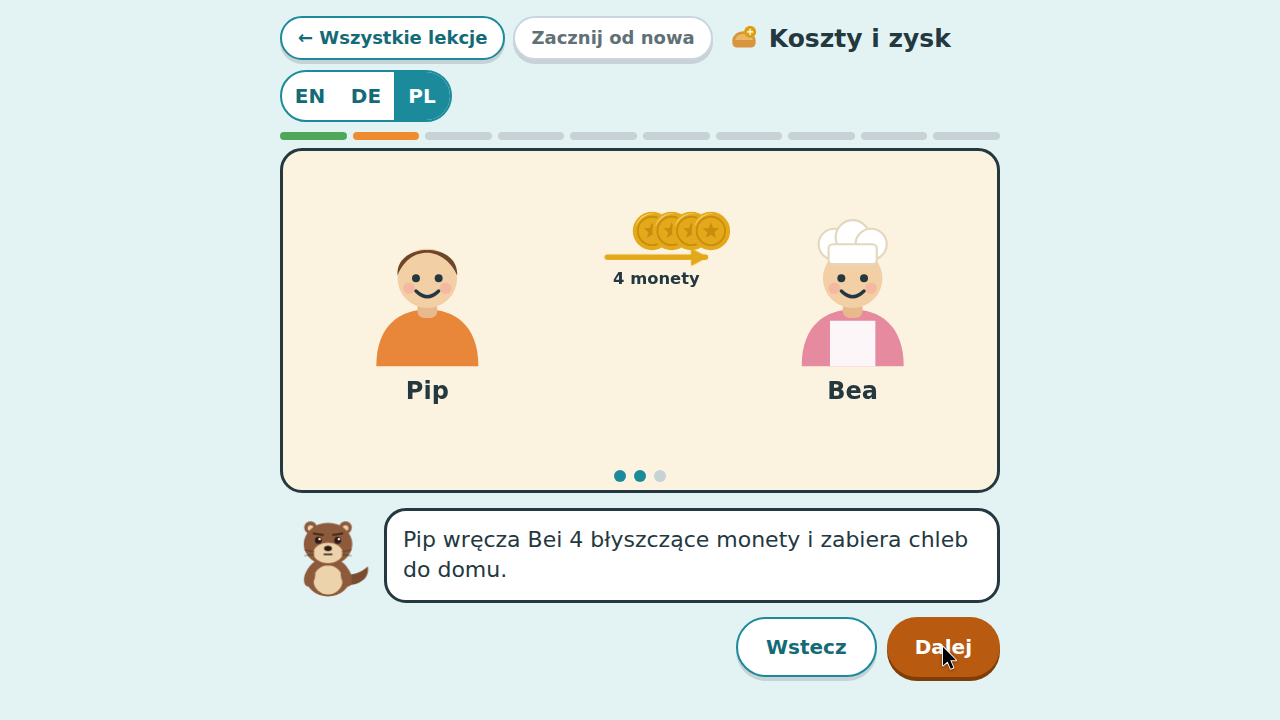 ← Wszystkie lekcje
Zacznij od nowa
Koszty i zysk
EN DE PL
4 monety
Pip
Bea
Pip wręcza Bei 4 błyszczące monety i zabiera chleb
do domu.
Wstecz
Dalej